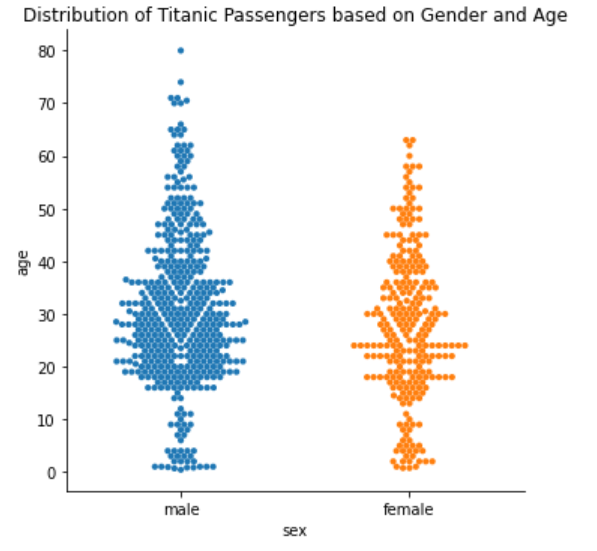 Distribution of Titanic Passengers based on Gender and Age
80
70
60
50
40
30
20
10
0
age
male female
sex